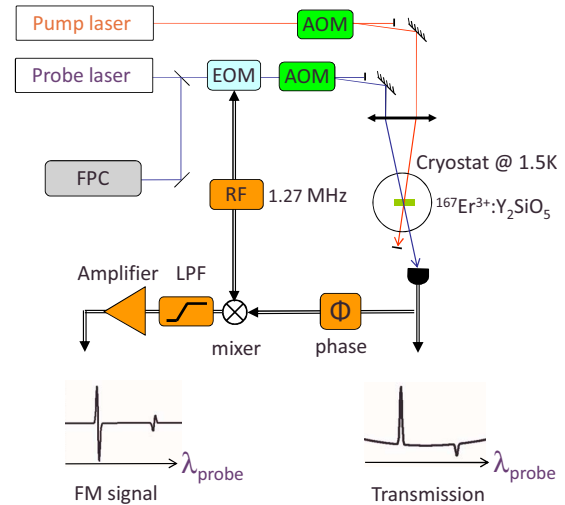 Pump laser
AOM
Probe laser
EOM
AOM
FPC
RF
1.27 MHz
Cryostat @ 1.5K
¹⁶⁷Er³⁺:Y₂SiO₅
Amplifier
LPF
mixer
Φ
phase
λprobe
FM signal
λprobe
Transmission